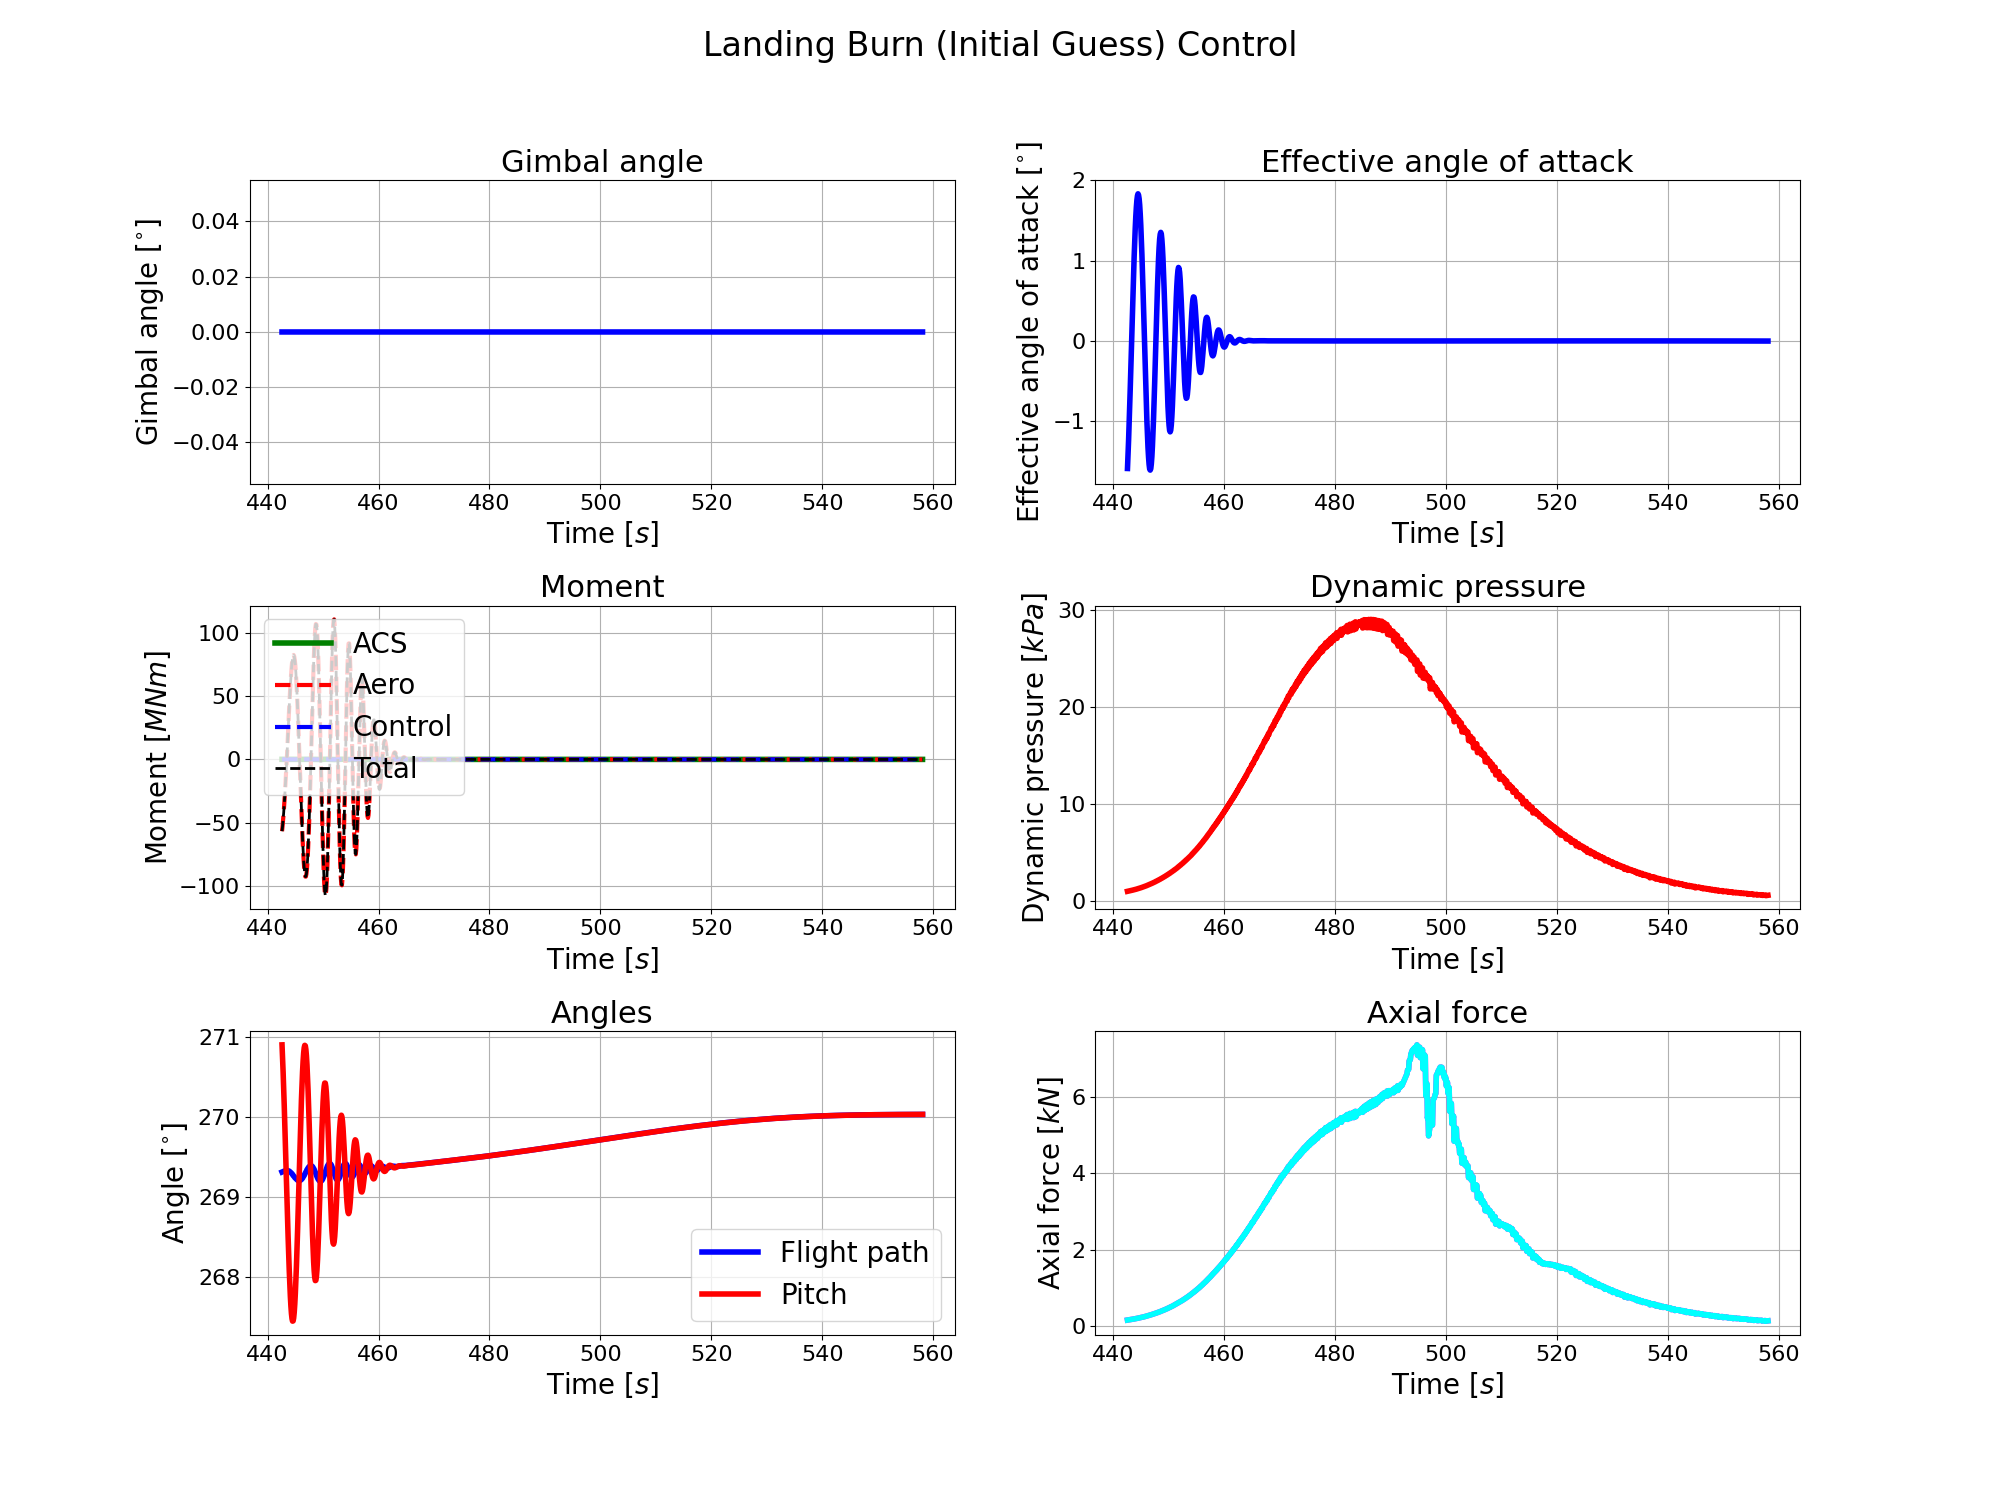 Landing Burn (Initial Guess) Control
Gimbal angle
Gimbal angle [°]
0.04
0.02
0.00
−0.02
−0.04
440 460 480 500 520 540 560
Time [s]
Effective angle of attack
Effective angle of attack [°]
2
1
0
−1
440 460 480 500 520 540 560
Time [s]
Moment
Moment [MNm]
100
50
0
−50
−100
ACS
Aero
Control
Total
440 460 480 500 520 540 560
Time [s]
Dynamic pressure
Dynamic pressure [kPa]
30
20
10
0
440 460 480 500 520 540 560
Time [s]
Angles
Angle [°]
271
270
269
268
Flight path
Pitch
440 460 480 500 520 540 560
Time [s]
Axial force
Axial force [kN]
6
4
2
0
440 460 480 500 520 540 560
Time [s]